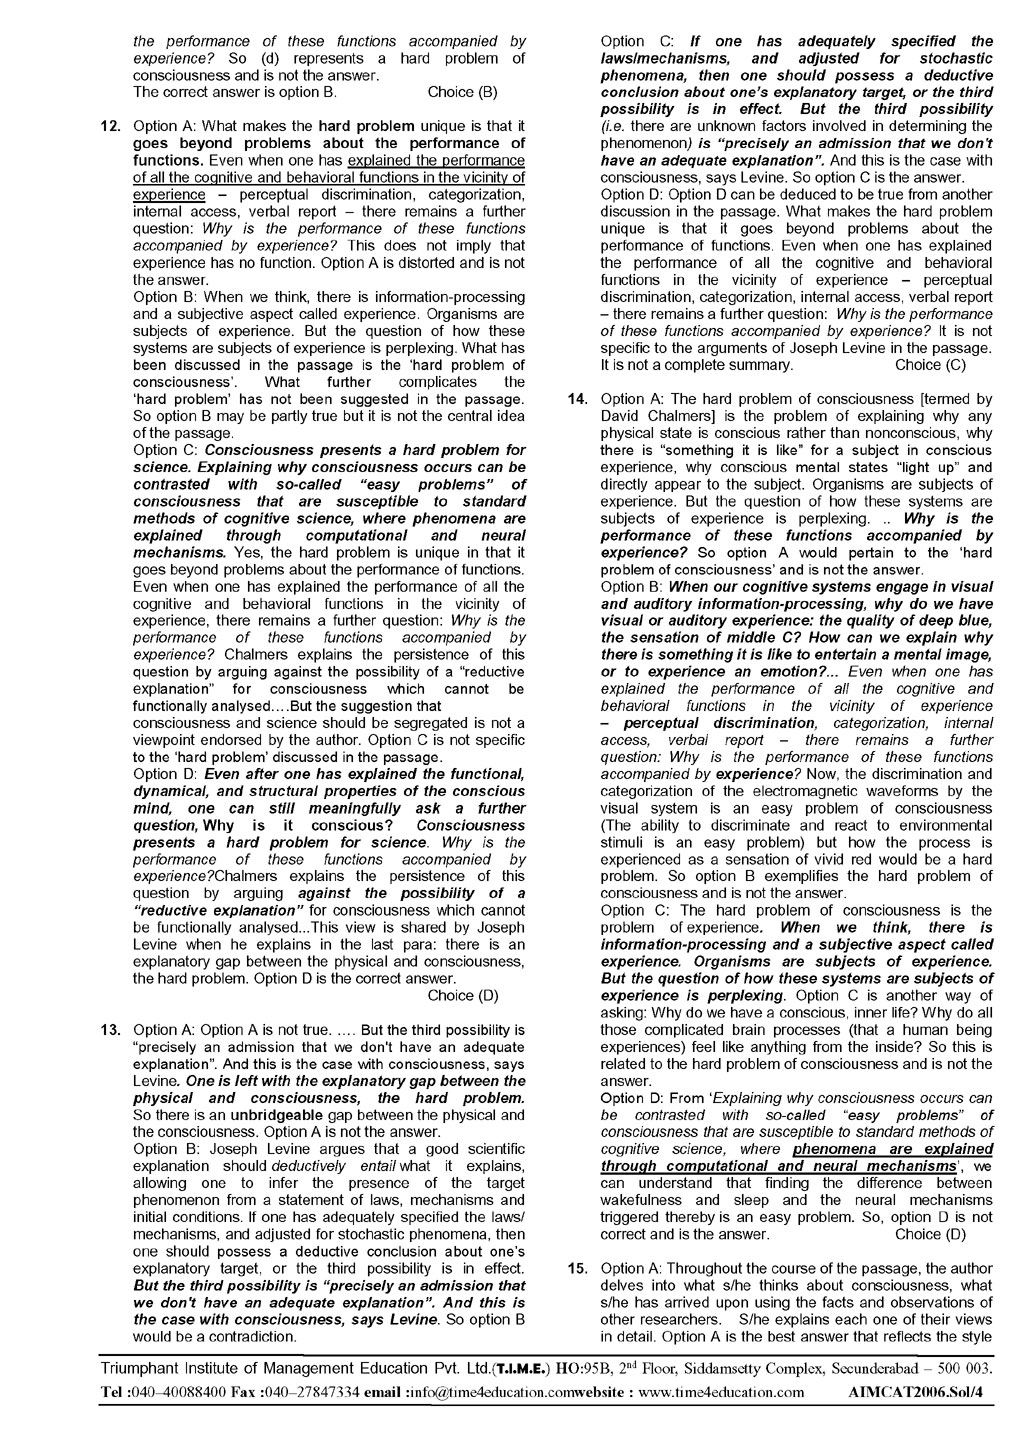 the performance of these functions accompanied by
experience? So (d) represents a hard problem of
consciousness and is not the answer.
The correct answer is option B. Choice (B)
12. Option A: What makes the hard problem unique is that it
goes beyond problems about the performance of
functions. Even when one has explained the performance
of all the cognitive and behavioral functions in the vicinity of
experience – perceptual discrimination, categorization,
internal access, verbal report – there remains a further
question: Why is the performance of these functions
accompanied by experience? This does not imply that
experience has no function. Option A is distorted and is not
the answer.
Option B: When we think, there is information-processing
and a subjective aspect called experience. Organisms are
subjects of experience. But the question of how these
systems are subjects of experience is perplexing. What has
been discussed in the passage is the ‘hard problem of
consciousness’. What further complicates the
‘hard problem’ has not been suggested in the passage.
So option B may be partly true but it is not the central idea
of the passage.
Option C: Consciousness presents a hard problem for
science. Explaining why consciousness occurs can be
contrasted with so-called “easy problems” of
consciousness that are susceptible to standard
methods of cognitive science, where phenomena are
explained through computational and neural
mechanisms. Yes, the hard problem is unique in that it
goes beyond problems about the performance of functions.
Even when one has explained the performance of all the
cognitive and behavioral functions in the vicinity of
experience, there remains a further question: Why is the
performance of these functions accompanied by
experience? Chalmers explains the persistence of this
question by arguing against the possibility of a “reductive
explanation” for consciousness which cannot be
functionally analysed….But the suggestion that
consciousness and science should be segregated is not a
viewpoint endorsed by the author. Option C is not specific
to the ‘hard problem’ discussed in the passage.
Option D: Even after one has explained the functional,
dynamical, and structural properties of the conscious
mind, one can still meaningfully ask a further
question, Why is it conscious? Consciousness
presents a hard problem for science. Why is the
performance of these functions accompanied by
experience?Chalmers explains the persistence of this
question by arguing against the possibility of a
“reductive explanation” for consciousness which cannot
be functionally analysed...This view is shared by Joseph
Levine when he explains in the last para: there is an
explanatory gap between the physical and consciousness,
the hard problem. Option D is the correct answer.
Choice (D)
13. Option A: Option A is not true. …. But the third possibility is
“precisely an admission that we don't have an adequate
explanation”. And this is the case with consciousness, says
Levine. One is left with the explanatory gap between the
physical and consciousness, the hard problem.
So there is an unbridgeable gap between the physical and
the consciousness. Option A is not the answer.
Option B: Joseph Levine argues that a good scientific
explanation should deductively entail what it explains,
allowing one to infer the presence of the target
phenomenon from a statement of laws, mechanisms and
initial conditions. If one has adequately specified the laws/
mechanisms, and adjusted for stochastic phenomena, then
one should possess a deductive conclusion about one’s
explanatory target, or the third possibility is in effect.
But the third possibility is “precisely an admission that
we don't have an adequate explanation”. And this is
the case with consciousness, says Levine. So option B
would be a contradiction.
Option C: If one has adequately specified the
laws/mechanisms, and adjusted for stochastic
phenomena, then one should possess a deductive
conclusion about one’s explanatory target, or the third
possibility is in effect. But the third possibility
(i.e. there are unknown factors involved in determining the
phenomenon) is “precisely an admission that we don’t
have an adequate explanation”. And this is the case with
consciousness, says Levine. So option C is the answer.
Option D: Option D can be deduced to be true from another
discussion in the passage. What makes the hard problem
unique is that it goes beyond problems about the
performance of functions. Even when one has explained
the performance of all the cognitive and behavioral
functions in the vicinity of experience – perceptual
discrimination, categorization, internal access, verbal report
– there remains a further question: Why is the performance
of these functions accompanied by experience? It is not
specific to the arguments of Joseph Levine in the passage.
It is not a complete summary. Choice (C)
14. Option A: The hard problem of consciousness [termed by
David Chalmers] is the problem of explaining why any
physical state is conscious rather than nonconscious, why
there is “something it is like” for a subject in conscious
experience, why conscious mental states “light up” and
directly appear to the subject. Organisms are subjects of
experience. But the question of how these systems are
subjects of experience is perplexing. .. Why is the
performance of these functions accompanied by
experience? So option A would pertain to the ‘hard
problem of consciousness’ and is not the answer.
Option B: When our cognitive systems engage in visual
and auditory information-processing, why do we have
visual or auditory experience: the quality of deep blue,
the sensation of middle C? How can we explain why
there is something it is like to entertain a mental image,
or to experience an emotion?... Even when one has
explained the performance of all the cognitive and
behavioral functions in the vicinity of experience
– perceptual discrimination, categorization, internal
access, verbal report – there remains a further
question: Why is the performance of these functions
accompanied by experience? Now, the discrimination and
categorization of the electromagnetic waveforms by the
visual system is an easy problem of consciousness
(The ability to discriminate and react to environmental
stimuli is an easy problem) but how the process is
experienced as a sensation of vivid red would be a hard
problem. So option B exemplifies the hard problem of
consciousness and is not the answer.
Option C: The hard problem of consciousness is the
problem of experience. When we think, there is
information-processing and a subjective aspect called
experience. Organisms are subjects of experience.
But the question of how these systems are subjects of
experience is perplexing. Option C is another way of
asking: Why do we have a conscious, inner life? Why do all
those complicated brain processes (that a human being
experiences) feel like anything from the inside? So this is
related to the hard problem of consciousness and is not the
answer.
Option D: From ‘Explaining why consciousness occurs can
be contrasted with so-called “easy problems” of
consciousness that are susceptible to standard methods of
cognitive science, where phenomena are explained
through computational and neural mechanisms’, we
can understand that finding the difference between
wakefulness and sleep and the neural mechanisms
triggered thereby is an easy problem. So, option D is not
correct and is the answer. Choice (D)
15. Option A: Throughout the course of the passage, the author
delves into what s/he thinks about consciousness, what
s/he has arrived upon using the facts and observations of
other researchers. S/he explains each one of their views
in detail. Option A is the best answer that reflects the style
Triumphant Institute of Management Education Pvt. Ltd.(T.I.M.E.) HO:95B, 2nd Floor, Siddamsetty Complex, Secunderabad – 500 003.
Tel :040–40088400 Fax :040–27847334 email :info@time4education.comwebsite : www.time4education.com AIMCAT2006.Sol/4